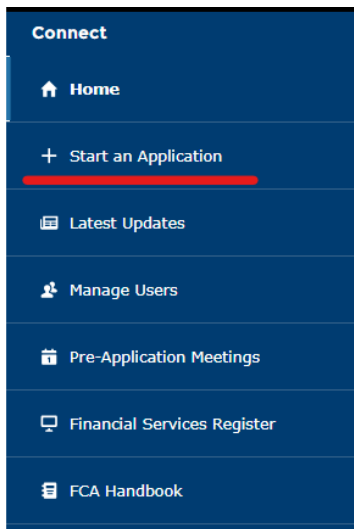 Connect
Home
Start an Application
Latest Updates
Manage Users
Pre-Application Meetings
Financial Services Register
FCA Handbook